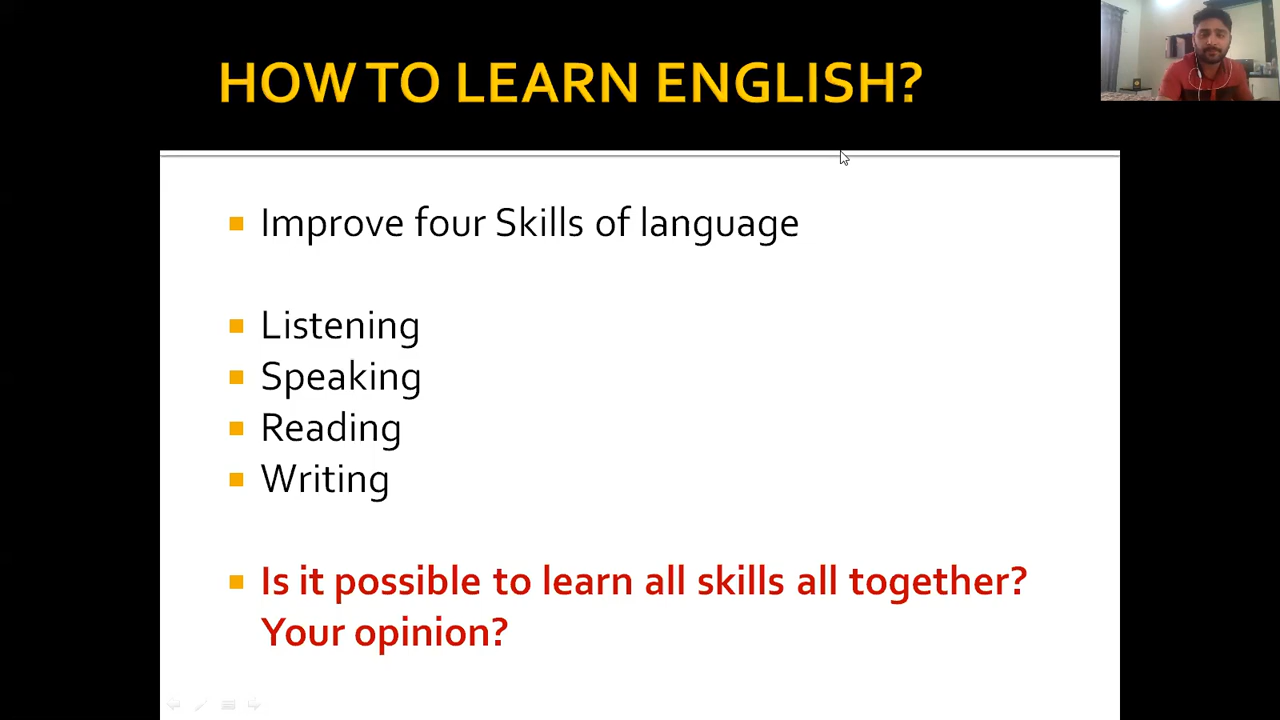 HOW TO LEARN ENGLISH?
Improve four Skills of language
Listening
Speaking
Reading
Writing
Is it possible to learn all skills all together?
Your opinion?